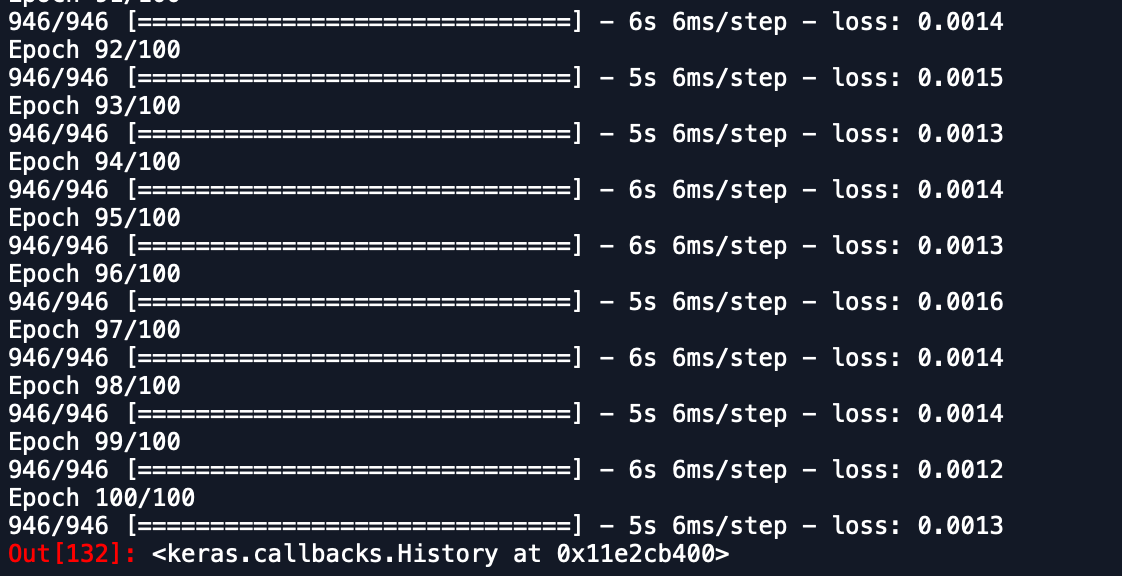 Epoch 91/100
946/946 [==============================] – 6s 6ms/step – loss: 0.0014
Epoch 92/100
946/946 [==============================] – 5s 6ms/step – loss: 0.0015
Epoch 93/100
946/946 [==============================] – 5s 6ms/step – loss: 0.0013
Epoch 94/100
946/946 [==============================] – 6s 6ms/step – loss: 0.0014
Epoch 95/100
946/946 [==============================] – 6s 6ms/step – loss: 0.0013
Epoch 96/100
946/946 [==============================] – 5s 6ms/step – loss: 0.0016
Epoch 97/100
946/946 [==============================] – 6s 6ms/step – loss: 0.0014
Epoch 98/100
946/946 [==============================] – 5s 6ms/step – loss: 0.0014
Epoch 99/100
946/946 [==============================] – 6s 6ms/step – loss: 0.0012
Epoch 100/100
946/946 [==============================] – 5s 6ms/step – loss: 0.0013
Out[132]: <keras.callbacks.History at 0x11e2cb400>